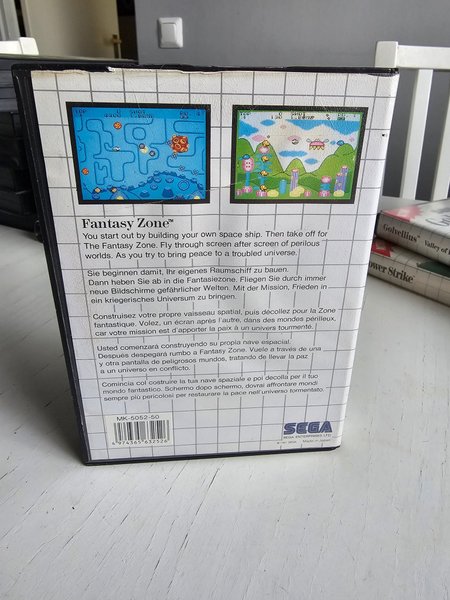 Fantasy Zone™
You start out by building your own space ship. Then take off for
The Fantasy Zone. Fly through screen after screen of perilous
worlds. As you try to bring peace to a troubled universe.
Sie beginnen damit, Ihr eigenes Raumschiff zu bauen.
Dann heben Sie ab in die Fantasiezone. Fliegen Sie durch immer
neue Bildschirme gefährlicher Welten. Mit der Mission, Frieden in
ein kriegerisches Universum zu bringen.
Construisez votre propre vaisseau spatial, puis décollez pour la Zone
fantastique. Volez, un écran après l'autre, dans des mondes périlleux,
car votre mission est d'apporter la paix à un univers tourmenté.
Usted comenzará construyendo su propia nave espacial.
Después despegará rumbo a Fantasy Zone. Vuele a través de una
y otra pantalla de peligrosos mundos, tratando de llevar la paz
a un universo en conflicto.
Comincia col costruire la tua nave spaziale e poi decolla per il tuo
mondo fantastico. Schermo dopo schermo, dovrai affrontare mondi
sempre più pericolosi per restaurare la pace nell'universo tormentato.
MK-5052-50
4 974365 632526
SEGA
SEGA ENTERPRISES LTD.
Made in Japan
Golvellius™ Valley of
ower Strike